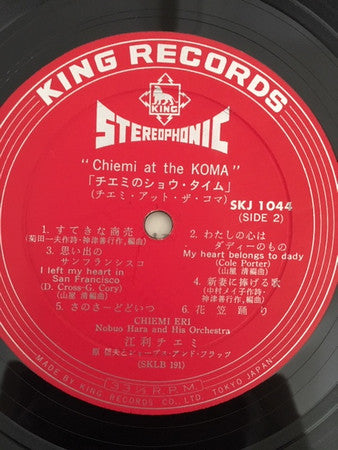 KING RECORDS
KING
STEREOPHONIC
"Chiemi at the KOMA"
「チエミのショウ・タイム」
(チエミ・アット・ザ・コマ)
SKJ 1044
(SIDE 2)
1. すてきな商売
(菊田一夫作詩・神津善行作,編曲)
3. 思い出の
サンフランシスコ
I left my heart in
San Francisco
(D. Cross-G. Cory)
(山屋 清編曲)
5. さのさーどどいつ
2. わたしの心は
ダディーのもの
My heart belongs to dady
(Cole Porter)
(山屋 清編曲)
4. 新妻に捧げる歌
(中村メイ子作詩・
神津善行作,編曲)
6. 花笠踊り
CHIEMI ERI
Nobuo Hara and His Orchestra
江利チエミ
原 信夫とシャープス・アンド・フラッツ
(SKLB 191)
33⅓ R.P.M.
MADE BY KING RECORD CO., LTD. TOKYO JAPAN